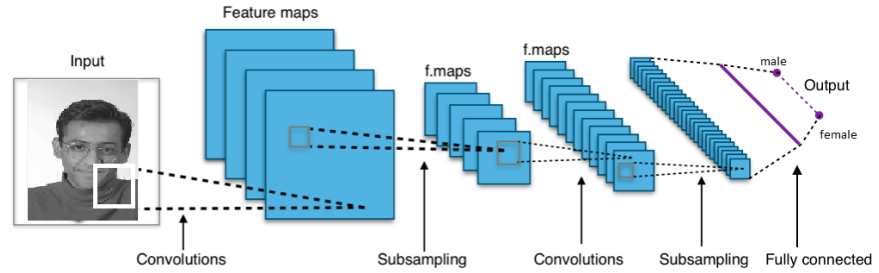 Feature maps
Input
f.maps
f.maps
male
Output
female
Convolutions
Subsampling
Convolutions
Subsampling
Fully connected